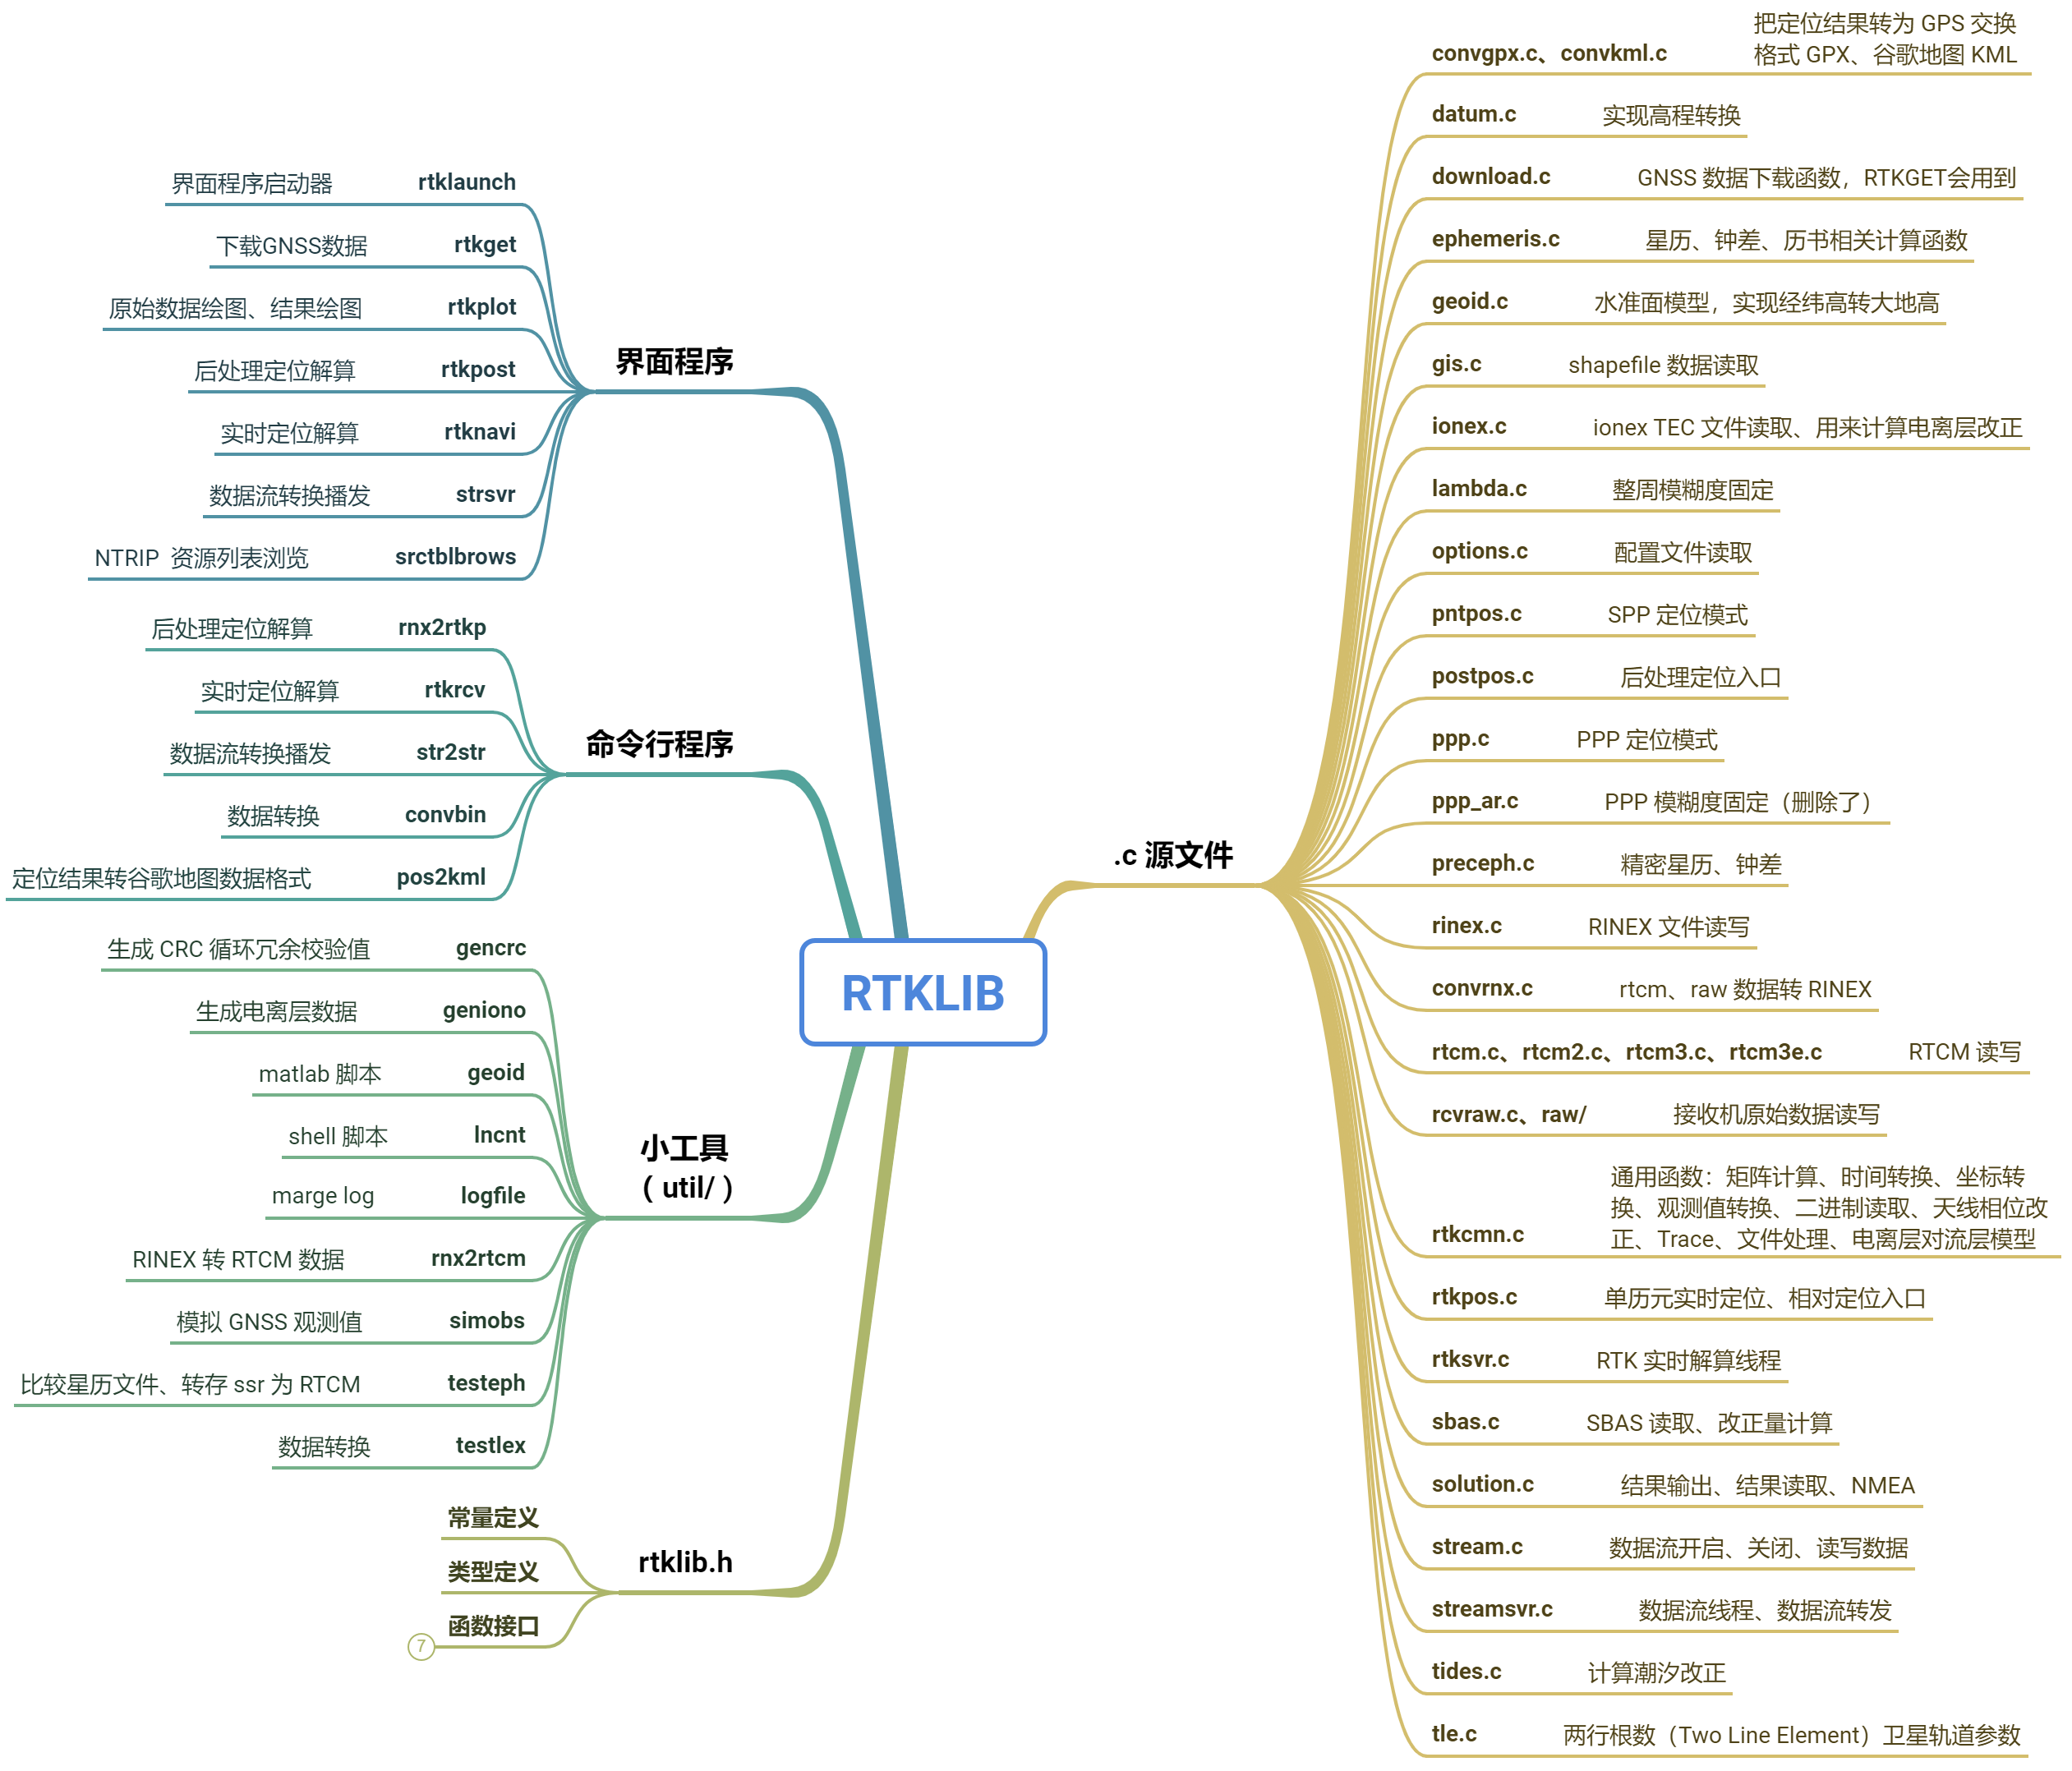 RTKLIB
界面程序
rtklaunch 界面程序启动器
rtkget 下载GNSS数据
rtkplot 原始数据绘图、结果绘图
rtkpost 后处理定位解算
rtknavi 实时定位解算
strsvr 数据流转换播发
srctblbrows NTRIP 资源列表浏览
命令行程序
rnx2rtkp 后处理定位解算
rtkrcv 实时定位解算
str2str 数据流转换播发
convbin 数据转换
pos2kml 定位结果转谷歌地图数据格式
小工具
( util/ )
gencrc 生成 CRC 循环冗余校验值
geniono 生成电离层数据
geoid matlab 脚本
lncnt shell 脚本
logfile marge log
rnx2rtcm RINEX 转 RTCM 数据
simobs 模拟 GNSS 观测值
testeph 比较星历文件、转存 ssr 为 RTCM
testlex 数据转换
rtklib.h
常量定义
类型定义
函数接口
7
.c 源文件
convgpx.c、convkml.c 把定位结果转为 GPS 交换
格式 GPX、谷歌地图 KML
datum.c 实现高程转换
download.c GNSS 数据下载函数，RTKGET会用到
ephemeris.c 星历、钟差、历书相关计算函数
geoid.c 水准面模型，实现经纬高转大地高
gis.c shapefile 数据读取
ionex.c ionex TEC 文件读取、用来计算电离层改正
lambda.c 整周模糊度固定
options.c 配置文件读取
pntpos.c SPP 定位模式
postpos.c 后处理定位入口
ppp.c PPP 定位模式
ppp_ar.c PPP 模糊度固定（删除了）
preceph.c 精密星历、钟差
rinex.c RINEX 文件读写
convrnx.c rtcm、raw 数据转 RINEX
rtcm.c、rtcm2.c、rtcm3.c、rtcm3e.c RTCM 读写
rcvraw.c、raw/ 接收机原始数据读写
rtkcmn.c 通用函数：矩阵计算、时间转换、坐标转
换、观测值转换、二进制读取、天线相位改
正、Trace、文件处理、电离层对流层模型
rtkpos.c 单历元实时定位、相对定位入口
rtksvr.c RTK 实时解算线程
sbas.c SBAS 读取、改正量计算
solution.c 结果输出、结果读取、NMEA
stream.c 数据流开启、关闭、读写数据
streamsvr.c 数据流线程、数据流转发
tides.c 计算潮汐改正
tle.c 两行根数（Two Line Element）卫星轨道参数